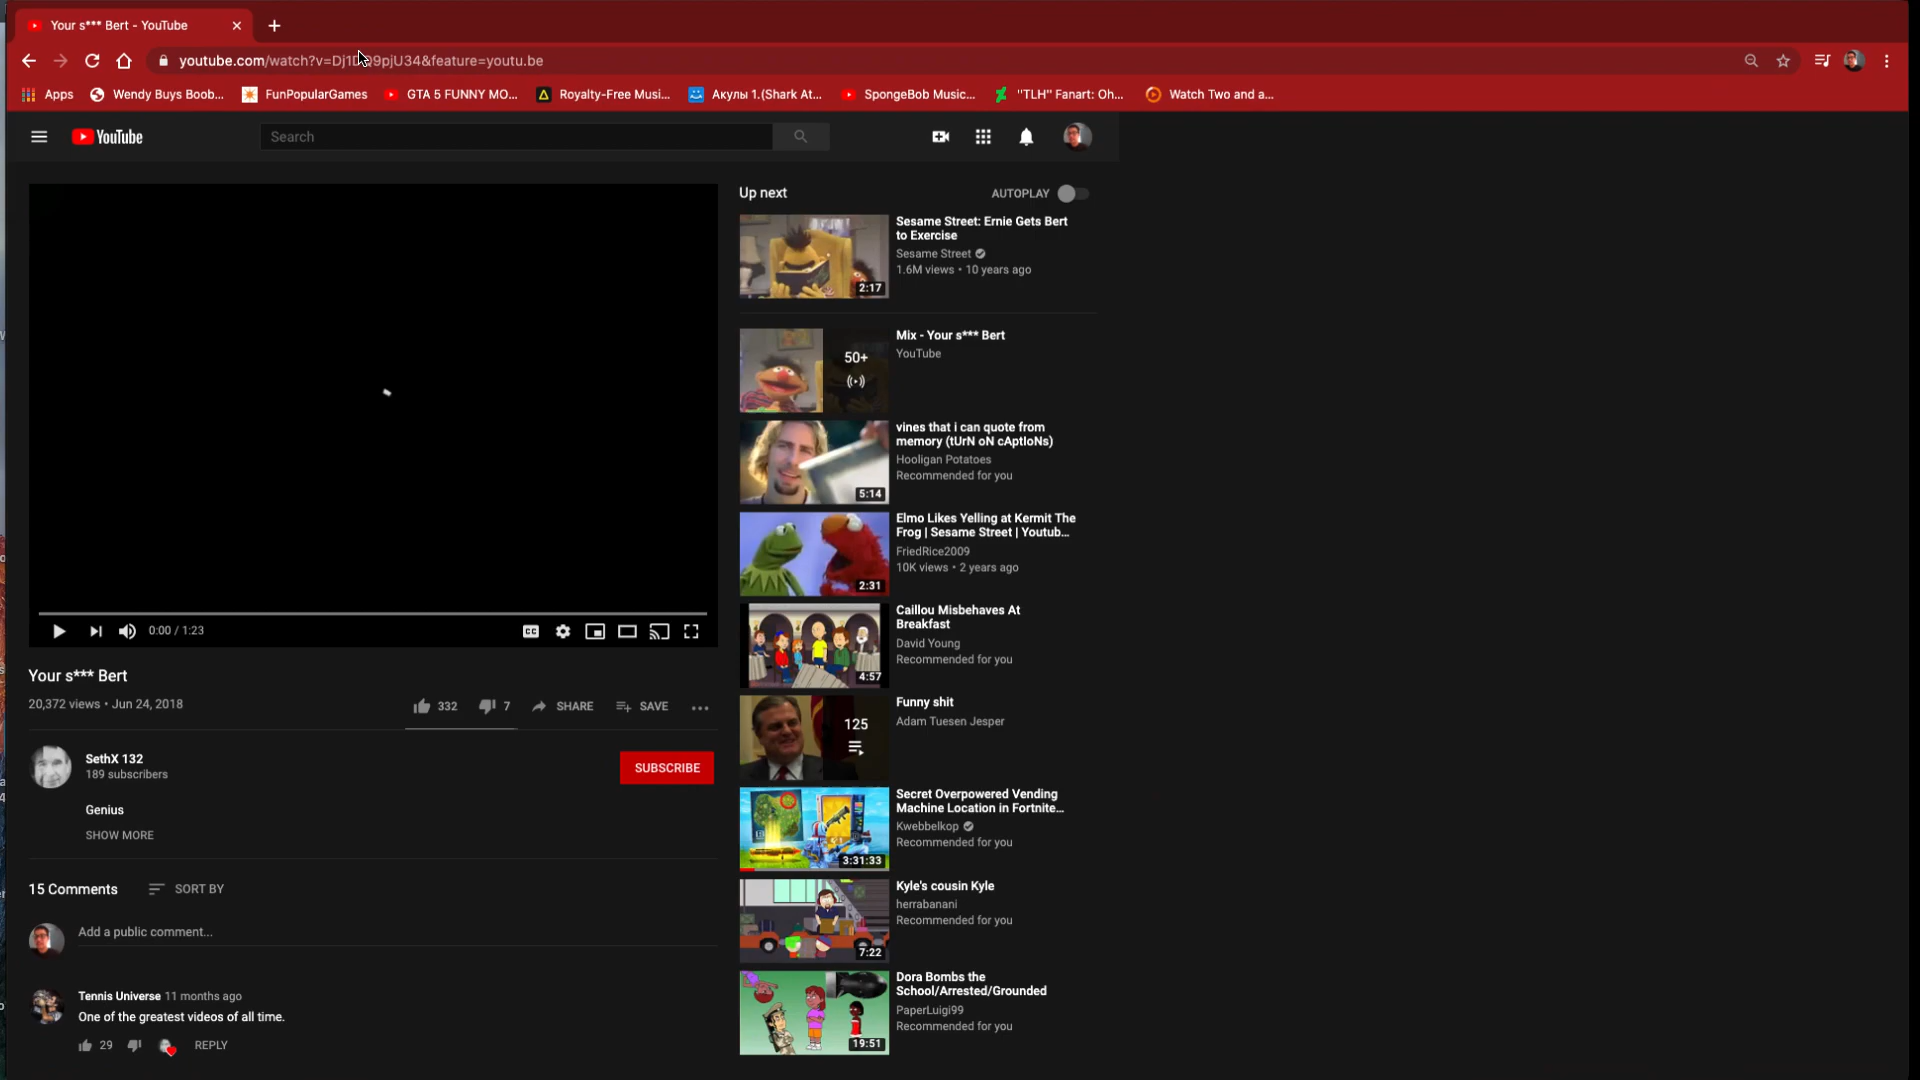 Your s*** Bert - YouTube
youtube.com/watch?v=Dj1 9pjU34&feature=youtu.be
Apps
Wendy Buys Boob...
FunPopularGames
GTA 5 FUNNY MO...
Royalty-Free Musi...
Акулы 1.(Shark At...
SpongeBob Music...
"TLH" Fanart: Oh...
Watch Two and a...
YouTube
Search
Up next
AUTOPLAY
Sesame Street: Ernie Gets Bert
to Exercise
Sesame Street
1.6M views • 10 years ago
2:17
Mix - Your s*** Bert
YouTube
50+
vines that i can quote from
memory (tUrN oN cAptIoNs)
Hooligan Potatoes
Recommended for you
5:14
Elmo Likes Yelling at Kermit The
Frog | Sesame Street | Youtub...
FriedRice2009
10K views • 2 years ago
2:31
Caillou Misbehaves At
Breakfast
David Young
Recommended for you
4:57
Funny shit
Adam Tuesen Jesper
125
Secret Overpowered Vending
Machine Location in Fortnite...
Kwebbelkop
Recommended for you
3:31:33
Kyle's cousin Kyle
herrabanani
Recommended for you
7:22
Dora Bombs the
School/Arrested/Grounded
PaperLuigi99
Recommended for you
19:51
0:00 / 1:23
CC
Your s*** Bert
20,372 views • Jun 24, 2018
332
7
SHARE
SAVE
SethX 132
189 subscribers
SUBSCRIBE
Genius
SHOW MORE
15 Comments
SORT BY
Add a public comment...
Tennis Universe 11 months ago
One of the greatest videos of all time.
29
REPLY